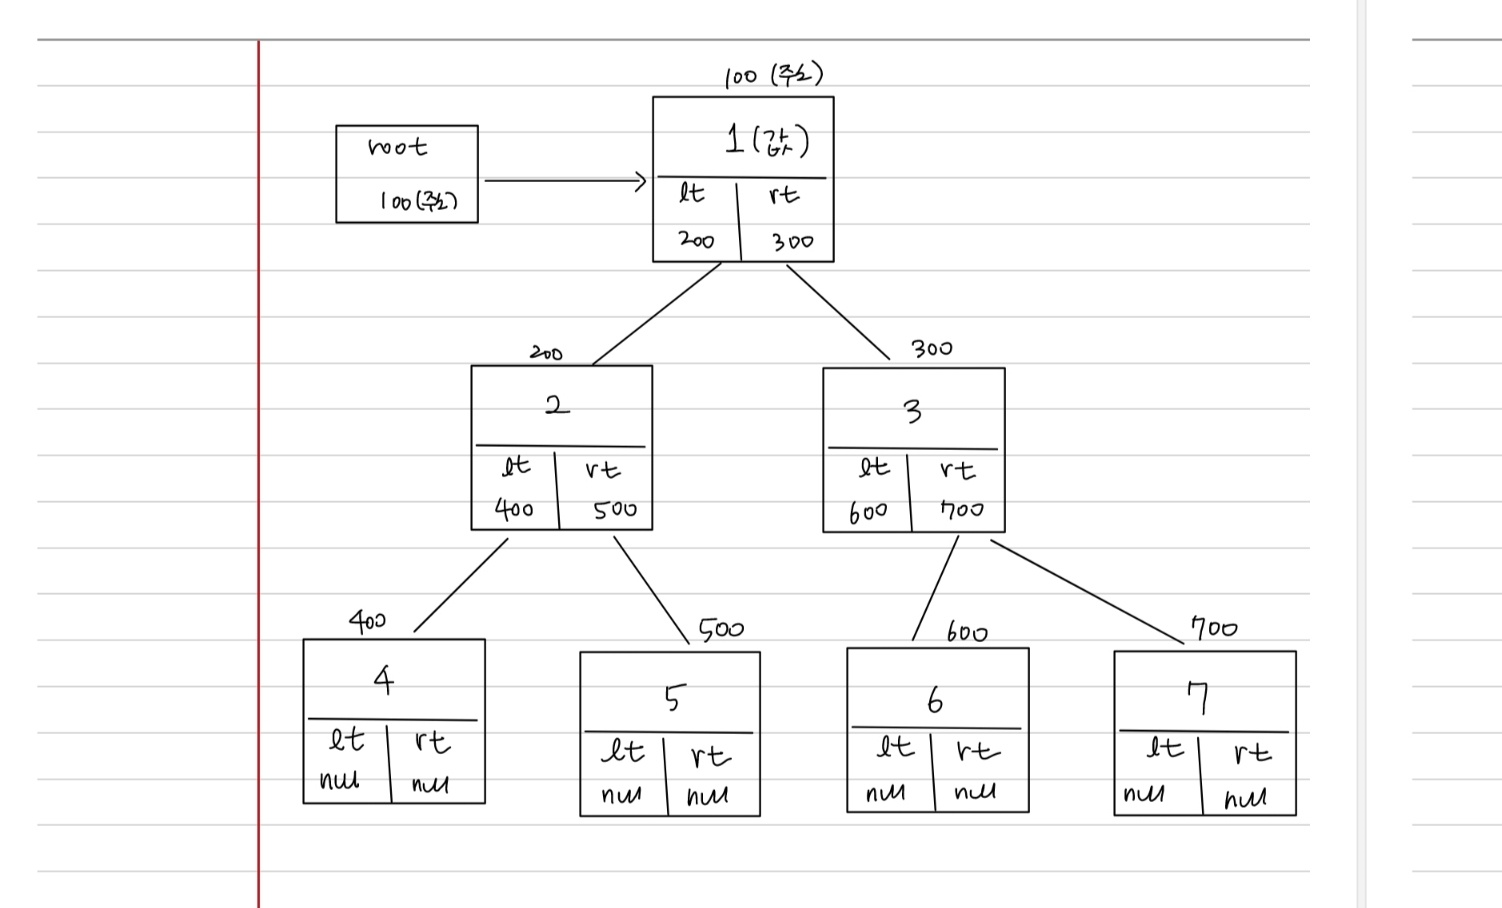 100 (주소)
root
100(주소)
1(값)
lt rt
200 300
200
2
lt rt
400 500
300
3
lt rt
600 700
400
4
lt rt
null null
500
5
lt rt
null null
600
6
lt rt
null null
700
7
lt rt
null null